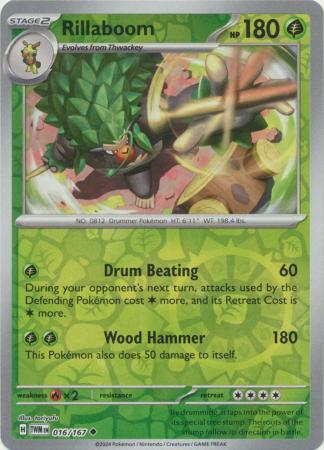 STAGE2
Rillaboom
HP 180
Evolves from Thwackey
NO. 0812 Drummer Pokémon HT: 6'11" WT: 198.4 lbs.
Drum Beating 60
During your opponent's next turn, attacks used by the
Defending Pokémon cost more, and its Retreat Cost is
more.
Wood Hammer 180
This Pokémon also does 50 damage to itself.
weakness ×2 resistance retreat
Illus. toriyufu
H TWM EN 016/167
By drumming, it taps into the power
of its special tree stump. The roots of
the stump follow its direction in battle.
©2024 Pokémon / Nintendo / Creatures / GAME FREAK